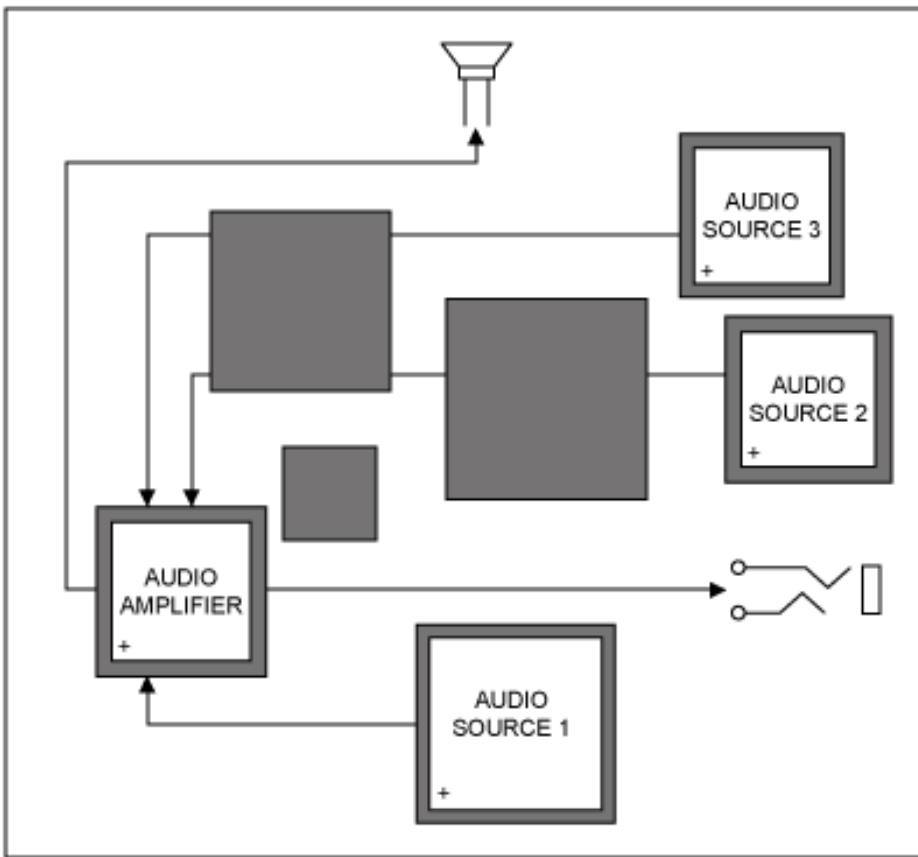 AUDIO
SOURCE 3
+
AUDIO
SOURCE 2
+
AUDIO
AMPLIFIER
+
AUDIO
SOURCE 1
+